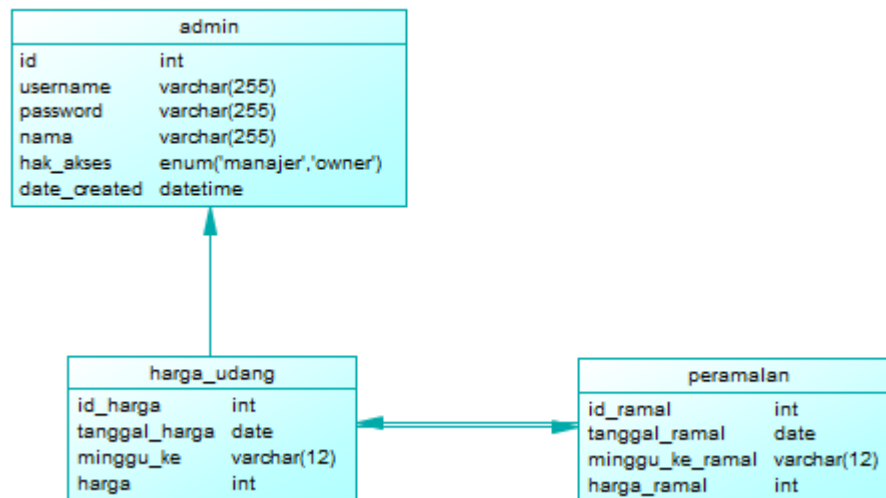 admin
id int
username varchar(255)
password varchar(255)
nama varchar(255)
hak_akses enum('manajer','owner')
date_created datetime
harga_udang
id_harga int
tanggal_harga date
minggu_ke varchar(12)
harga int
peramalan
id_ramal int
tanggal_ramal date
minggu_ke_ramal varchar(12)
harga_ramal int